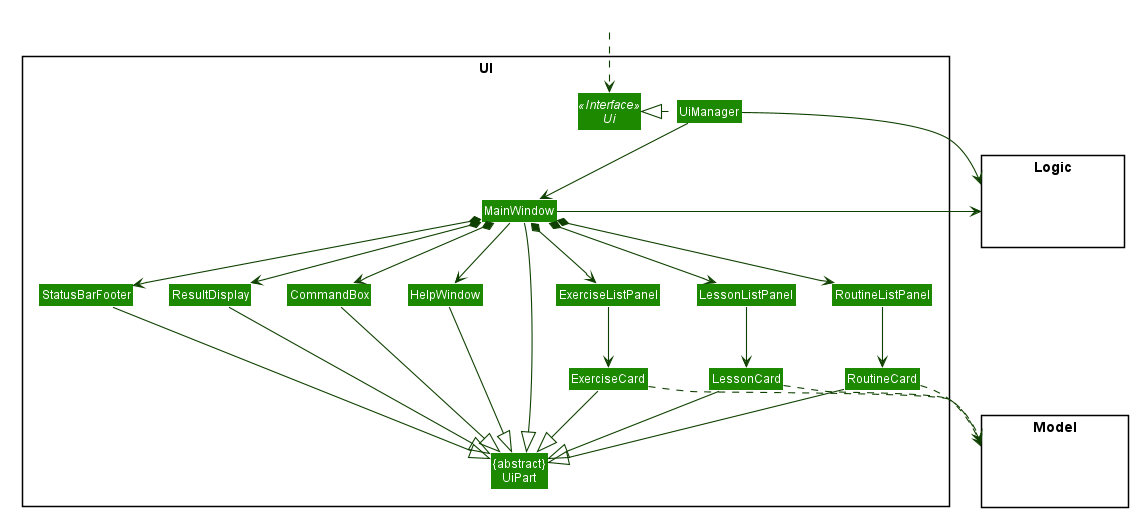 UI
«Interface»
Ui
UiManager
Logic
MainWindow
StatusBarFooter
ResultDisplay
CommandBox
HelpWindow
ExerciseListPanel
LessonListPanel
RoutineListPanel
ExerciseCard
LessonCard
RoutineCard
Model
{abstract}
UiPart